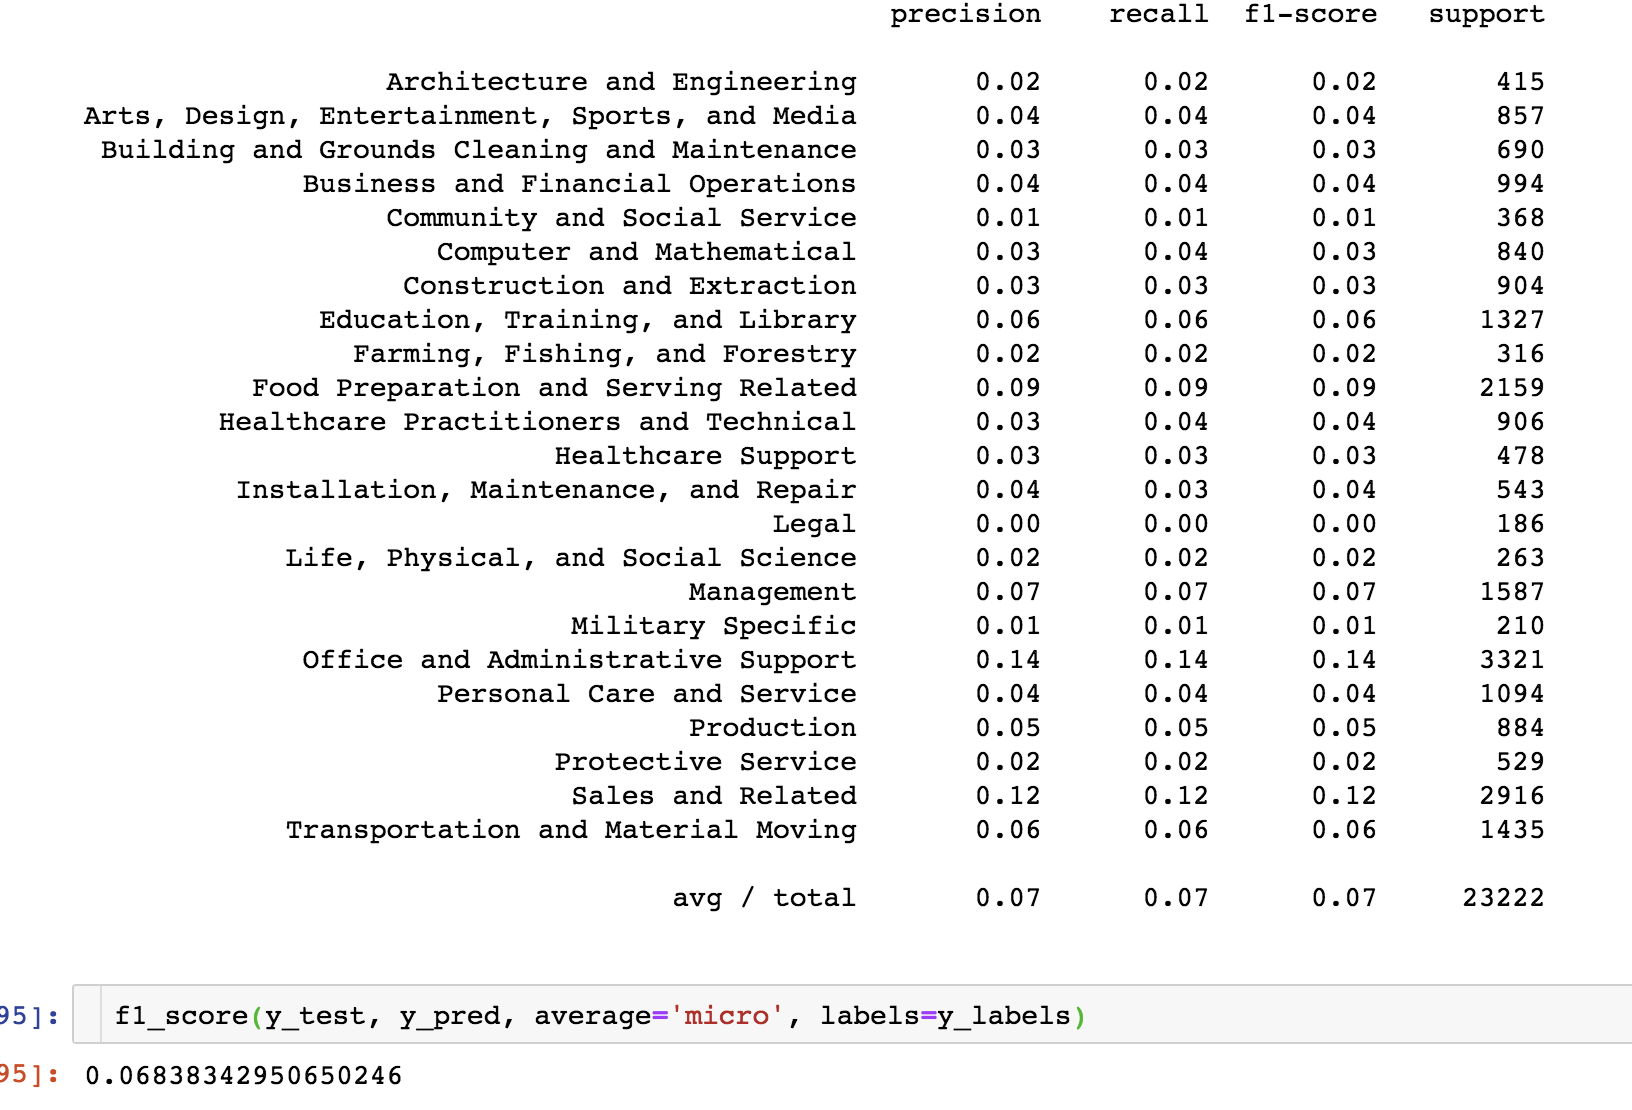 precision recall f1-score support
Architecture and Engineering 0.02 0.02 0.02 415
Arts, Design, Entertainment, Sports, and Media 0.04 0.04 0.04 857
Building and Grounds Cleaning and Maintenance 0.03 0.03 0.03 690
Business and Financial Operations 0.04 0.04 0.04 994
Community and Social Service 0.01 0.01 0.01 368
Computer and Mathematical 0.03 0.04 0.03 840
Construction and Extraction 0.03 0.03 0.03 904
Education, Training, and Library 0.06 0.06 0.06 1327
Farming, Fishing, and Forestry 0.02 0.02 0.02 316
Food Preparation and Serving Related 0.09 0.09 0.09 2159
Healthcare Practitioners and Technical 0.03 0.04 0.04 906
Healthcare Support 0.03 0.03 0.03 478
Installation, Maintenance, and Repair 0.04 0.03 0.04 543
Legal 0.00 0.00 0.00 186
Life, Physical, and Social Science 0.02 0.02 0.02 263
Management 0.07 0.07 0.07 1587
Military Specific 0.01 0.01 0.01 210
Office and Administrative Support 0.14 0.14 0.14 3321
Personal Care and Service 0.04 0.04 0.04 1094
Production 0.05 0.05 0.05 884
Protective Service 0.02 0.02 0.02 529
Sales and Related 0.12 0.12 0.12 2916
Transportation and Material Moving 0.06 0.06 0.06 1435
avg / total 0.07 0.07 0.07 23222
95]: f1_score(y_test, y_pred, average='micro', labels=y_labels)
95]: 0.06838342950650246